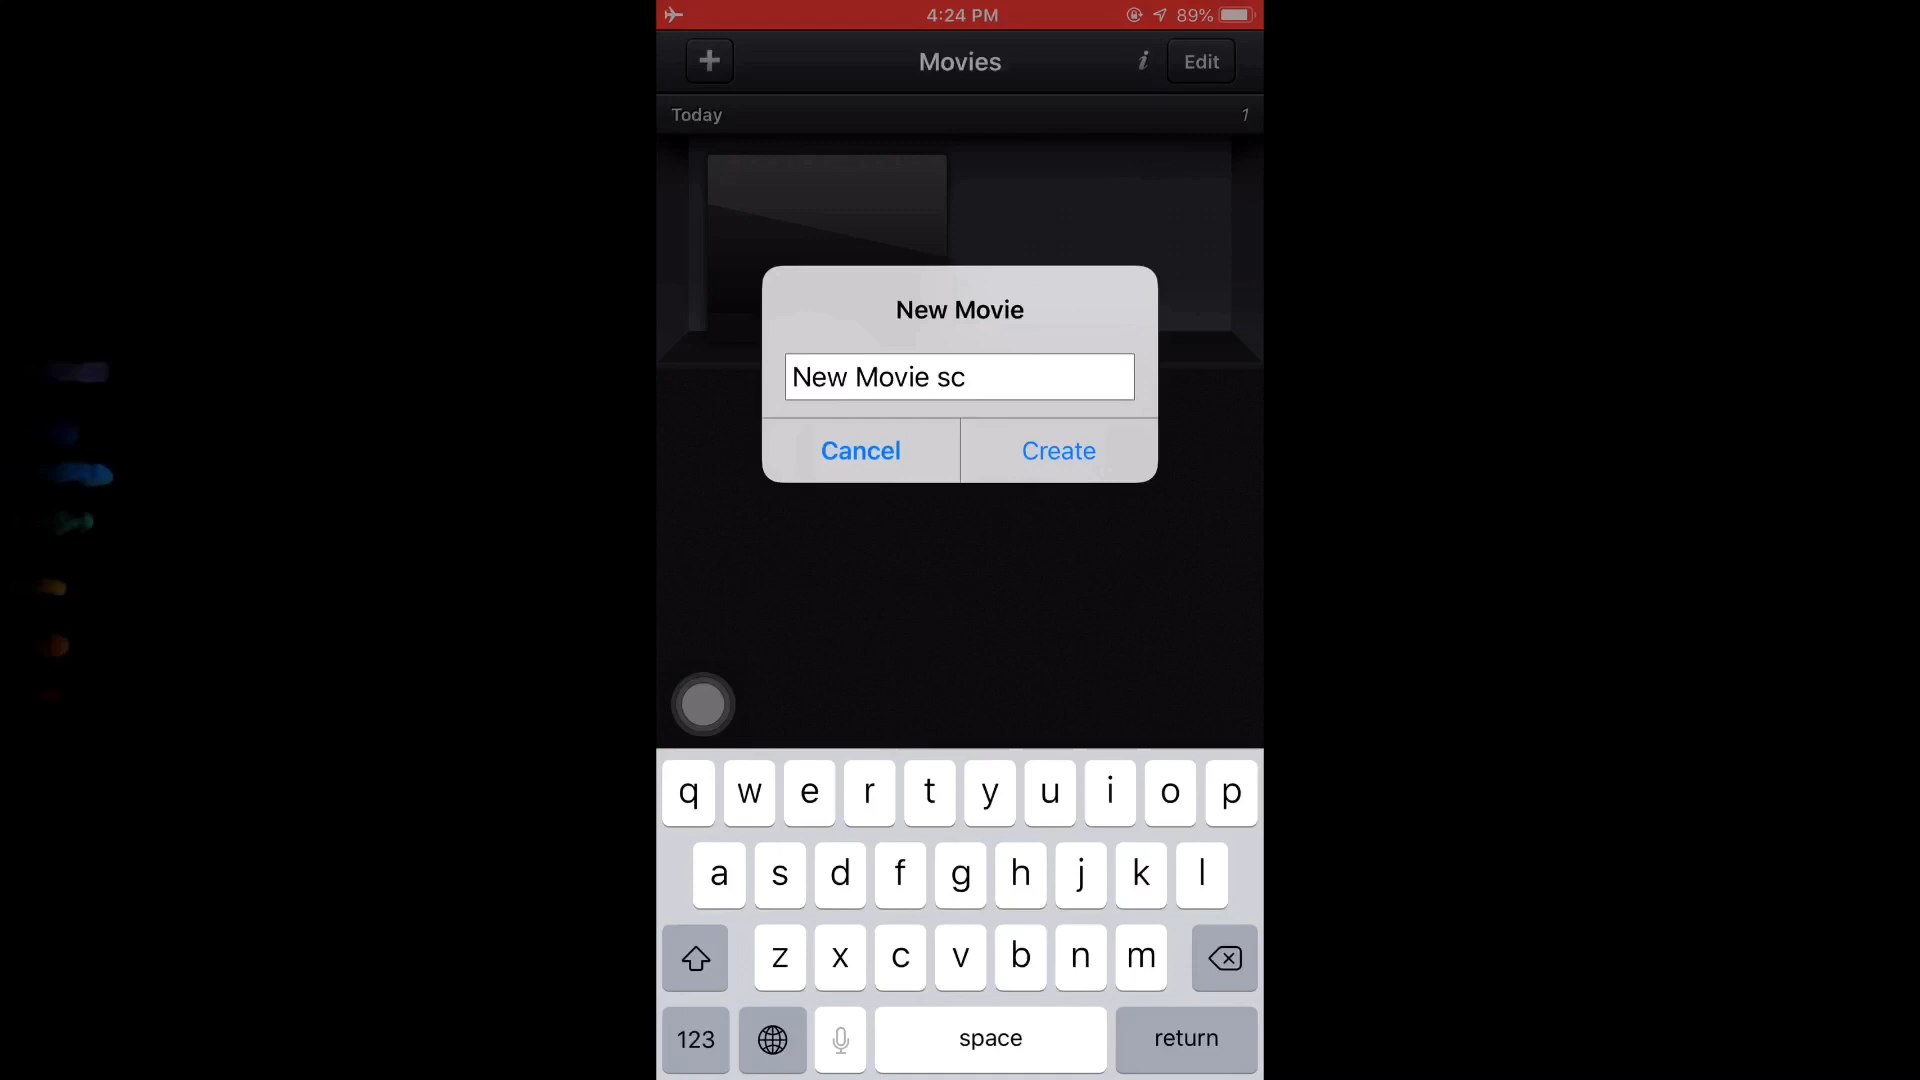 4:24 PM 89%
Movies i Edit
Today 1
New Movie
New Movie sc
Cancel Create
q w e r t y u i o p
a s d f g h j k l
z x c v b n m
123 space return